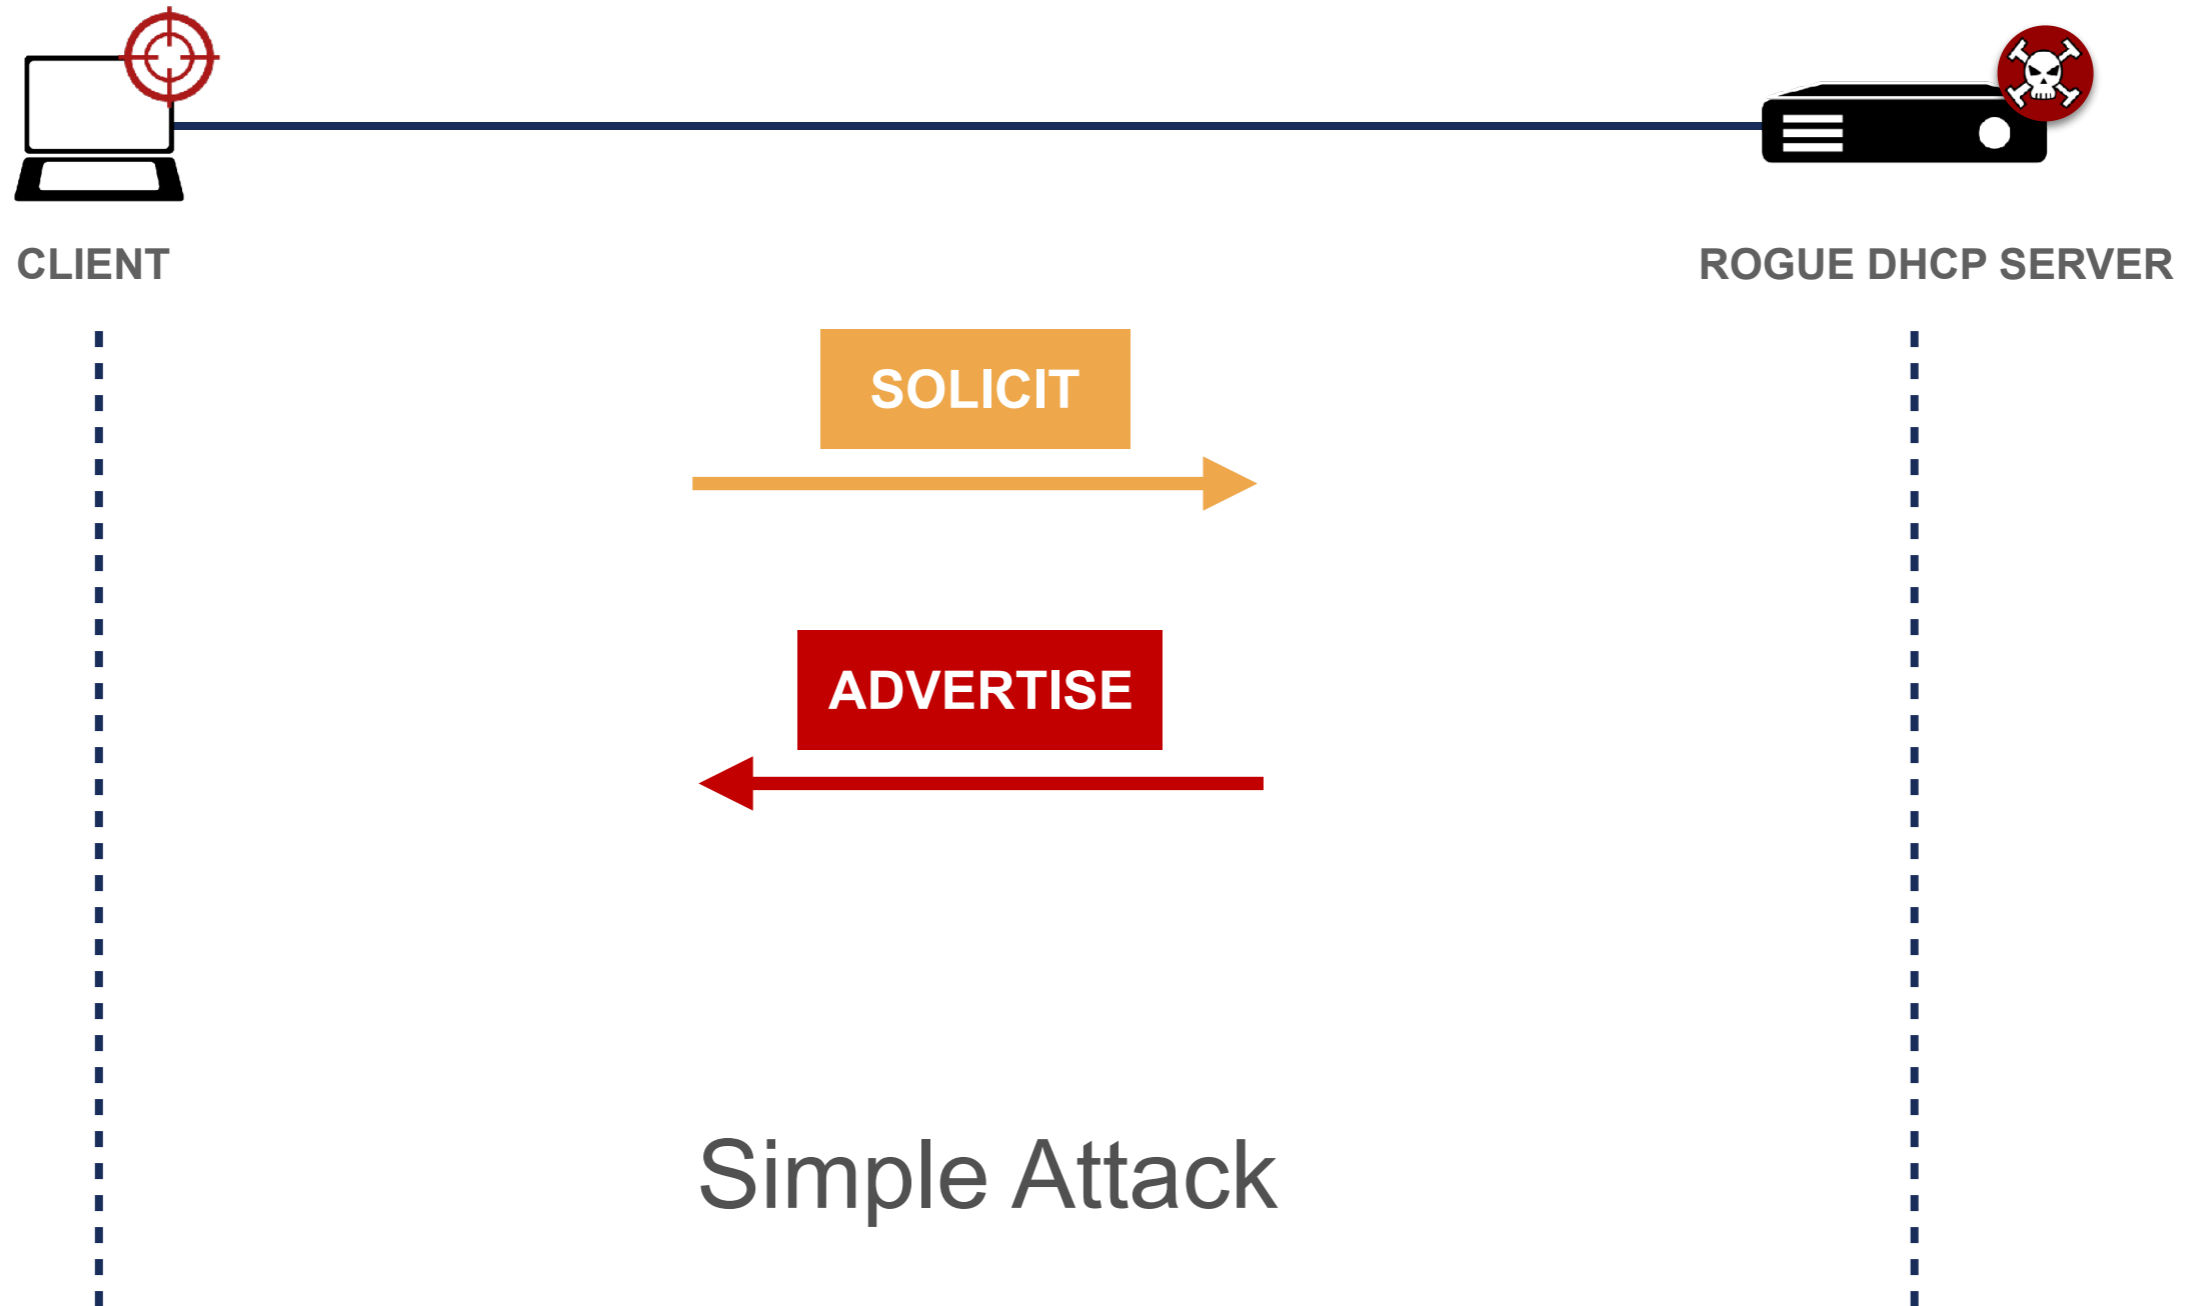 CLIENT
ROGUE DHCP SERVER
SOLICIT
ADVERTISE
Simple Attack